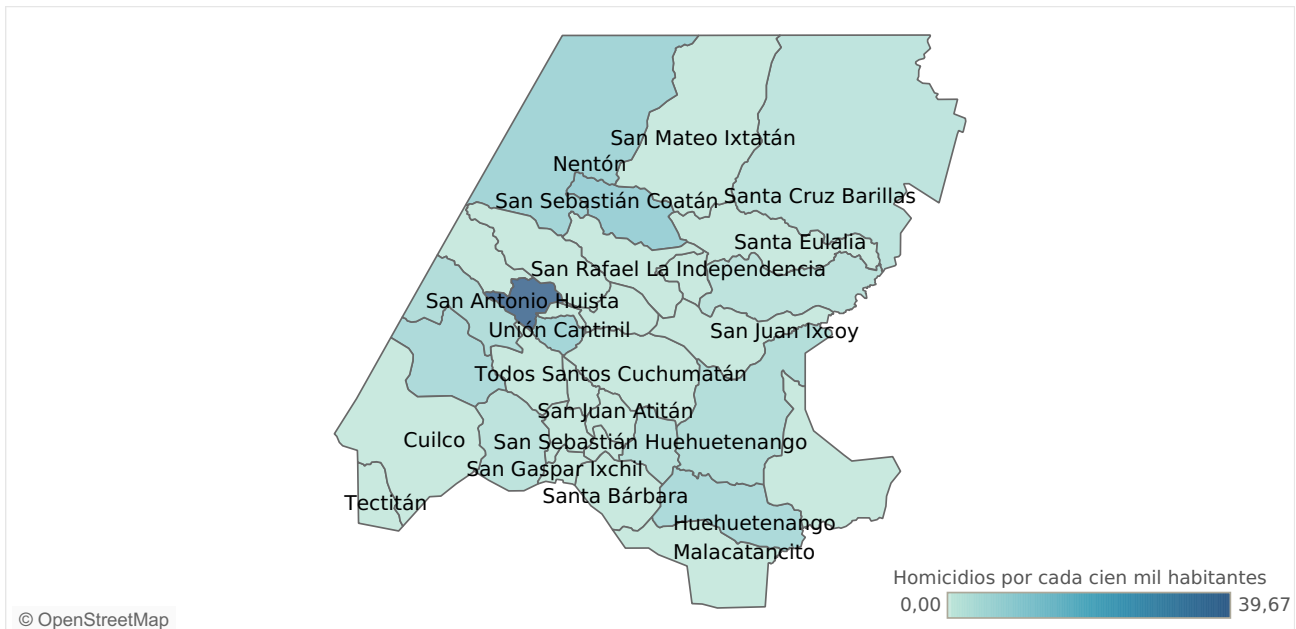 San Mateo Ixtatán
Nentón
San Sebastián Coatán
Santa Cruz Barillas
Santa Eulalia
San Rafael La Independencia
San Antonio Huista
Unión Cantinil
San Juan Ixcoy
Todos Santos Cuchumatán
San Juan Atitán
Cuilco
San Sebastián Huehuetenango
San Gaspar Ixchil
Santa Bárbara
Tectitán
Huehuetenango
Malacatancito
Homicidios por cada cien mil habitantes
0,00 39,67
© OpenStreetMap